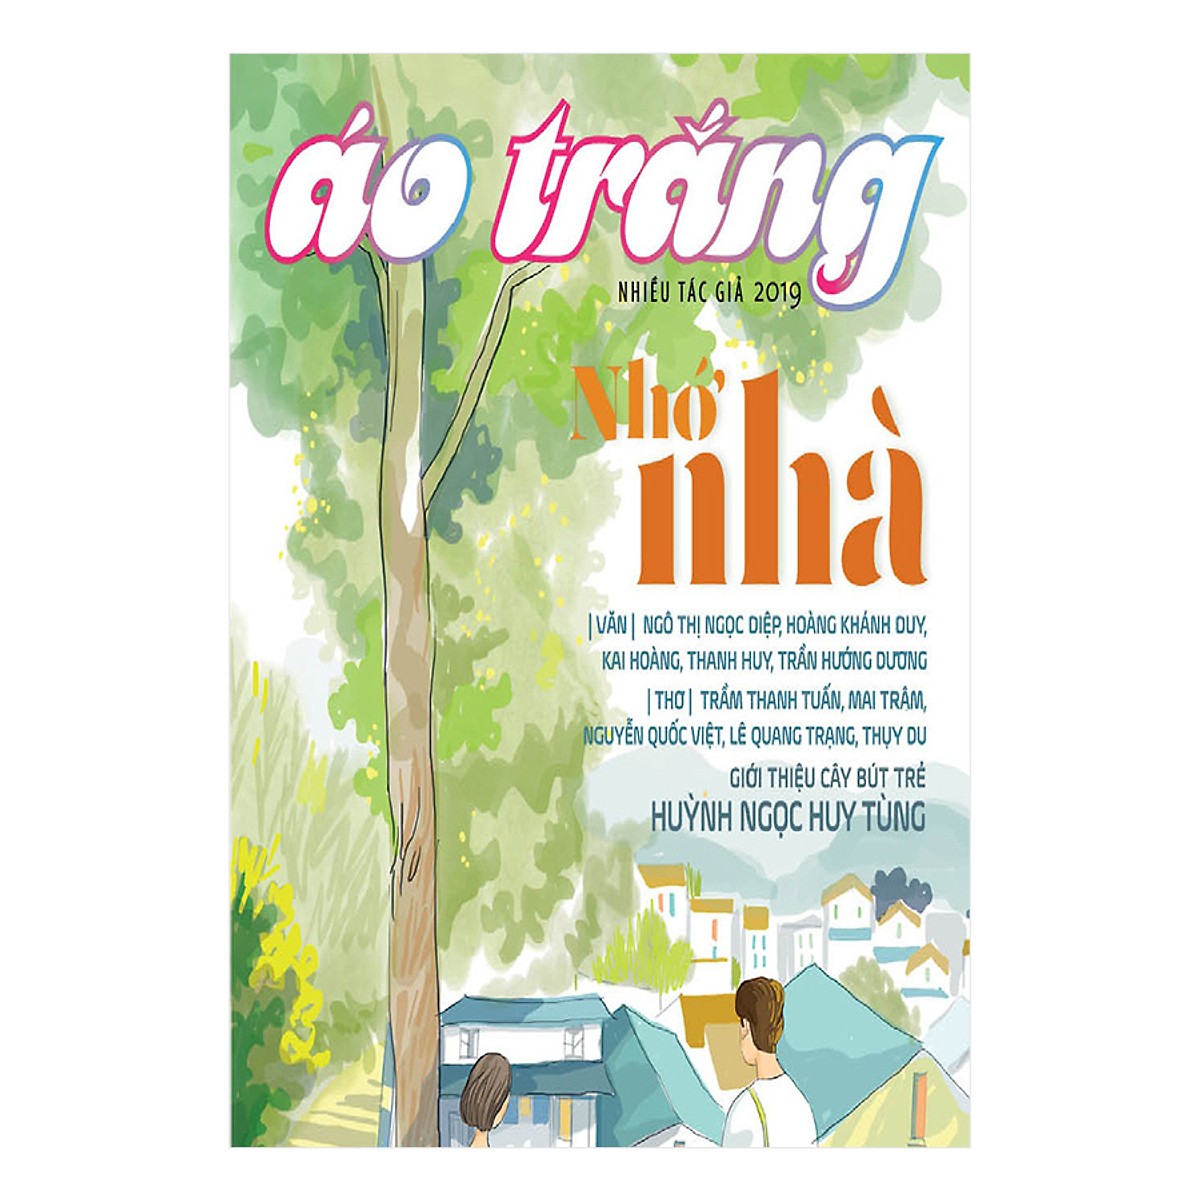 áo trắng
NHIỀU TÁC GIẢ 2019
Nhớ
nhà
| VĂN | NGÔ THỊ NGỌC DIỆP, HOÀNG KHÁNH DUY,
KAI HOÀNG, THANH HUY, TRẦN HƯỚNG DƯƠNG
| THƠ | TRẦM THANH TUẤN, MAI TRÂM,
NGUYỄN QUỐC VIỆT, LÊ QUANG TRẠNG, THỤY DU
GIỚI THIỆU CÂY BÚT TRẺ
HUỲNH NGỌC HUY TÙNG